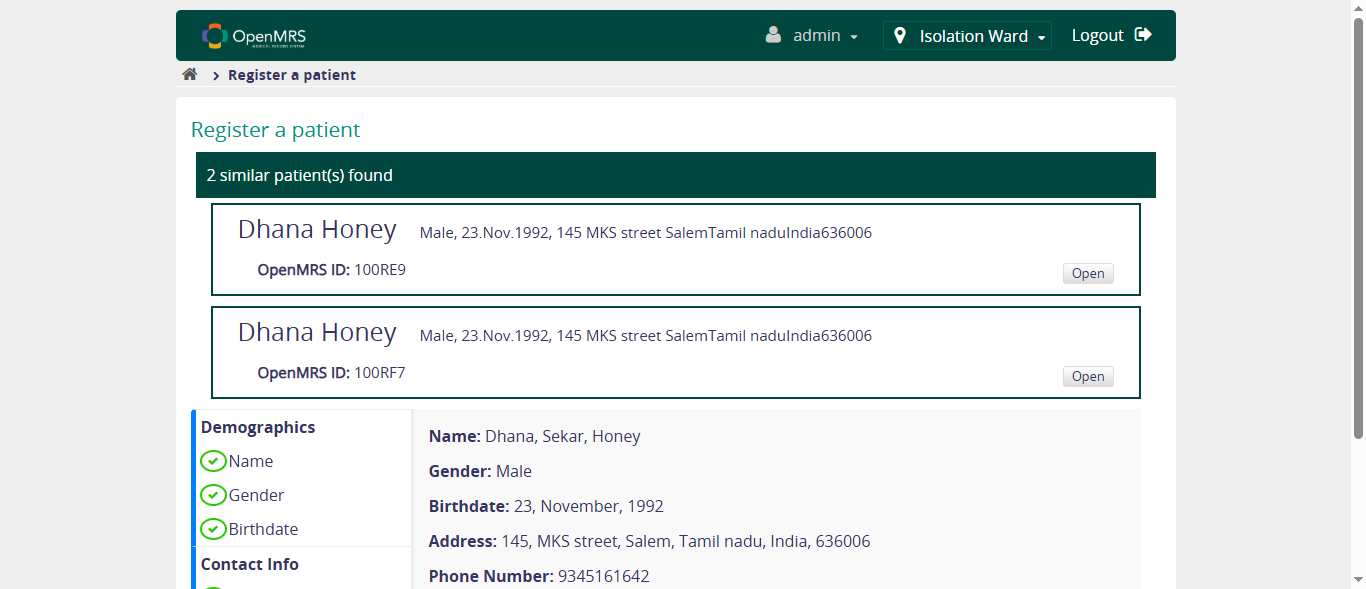 OpenMRS
MEDICAL RECORD SYSTEM
admin
Isolation Ward
Logout
Register a patient
Register a patient
2 similar patient(s) found
Dhana Honey Male, 23.Nov.1992, 145 MKS street SalemTamil naduIndia636006
OpenMRS ID: 100RE9
Open
Dhana Honey Male, 23.Nov.1992, 145 MKS street SalemTamil naduIndia636006
OpenMRS ID: 100RF7
Open
Demographics
Name
Gender
Birthdate
Contact Info
Name: Dhana, Sekar, Honey
Gender: Male
Birthdate: 23, November, 1992
Address: 145, MKS street, Salem, Tamil nadu, India, 636006
Phone Number: 9345161642